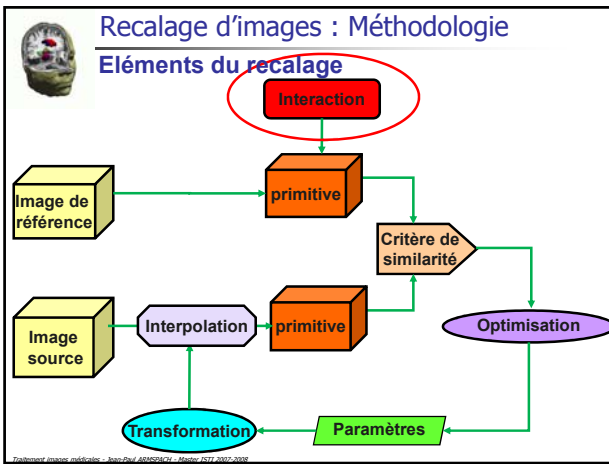 Recalage d'images : Méthodologie
Eléments du recalage
Interaction
Image de
référence
primitive
Critère de
similarité
Image
source
Interpolation
primitive
Optimisation
Transformation
Paramètres
Traitement images médicales - Jean-Paul ARMSPACH - Master ISTI 2007-2008